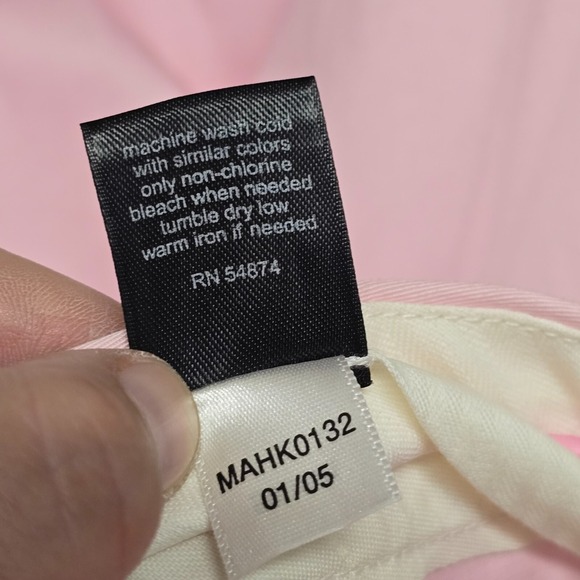 machine wash cold
with similar colors
only non-chlorine
bleach when needed
tumble dry low
warm iron if needed
RN 54874
MAHK0132
01/05